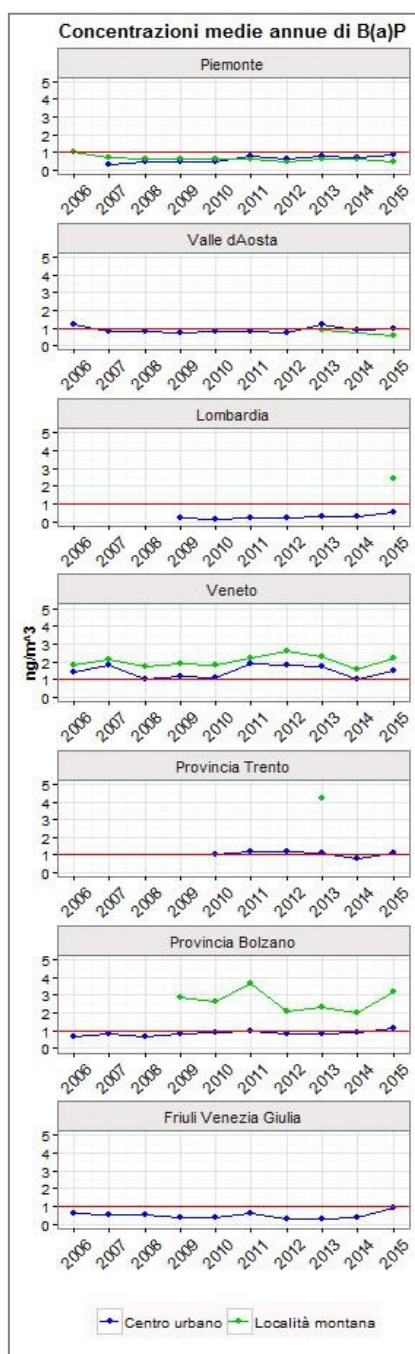 Concentrazioni medie annue di B(a)P
Piemonte
5
4
3
2
1
0
2006 2007 2008 2009 2010 2011 2012 2013 2014 2015
Valle dAosta
5
4
3
2
1
0
2006 2007 2008 2009 2010 2011 2012 2013 2014 2015
Lombardia
5
4
3
2
1
0
2006 2007 2008 2009 2010 2011 2012 2013 2014 2015
ng/m^3
Veneto
5
4
3
2
1
0
2006 2007 2008 2009 2010 2011 2012 2013 2014 2015
Provincia Trento
5
4
3
2
1
0
2006 2007 2008 2009 2010 2011 2012 2013 2014 2015
Provincia Bolzano
5
4
3
2
1
0
2006 2007 2008 2009 2010 2011 2012 2013 2014 2015
Friuli Venezia Giulia
5
4
3
2
1
0
2006 2007 2008 2009 2010 2011 2012 2013 2014 2015
Centro urbano Località montana